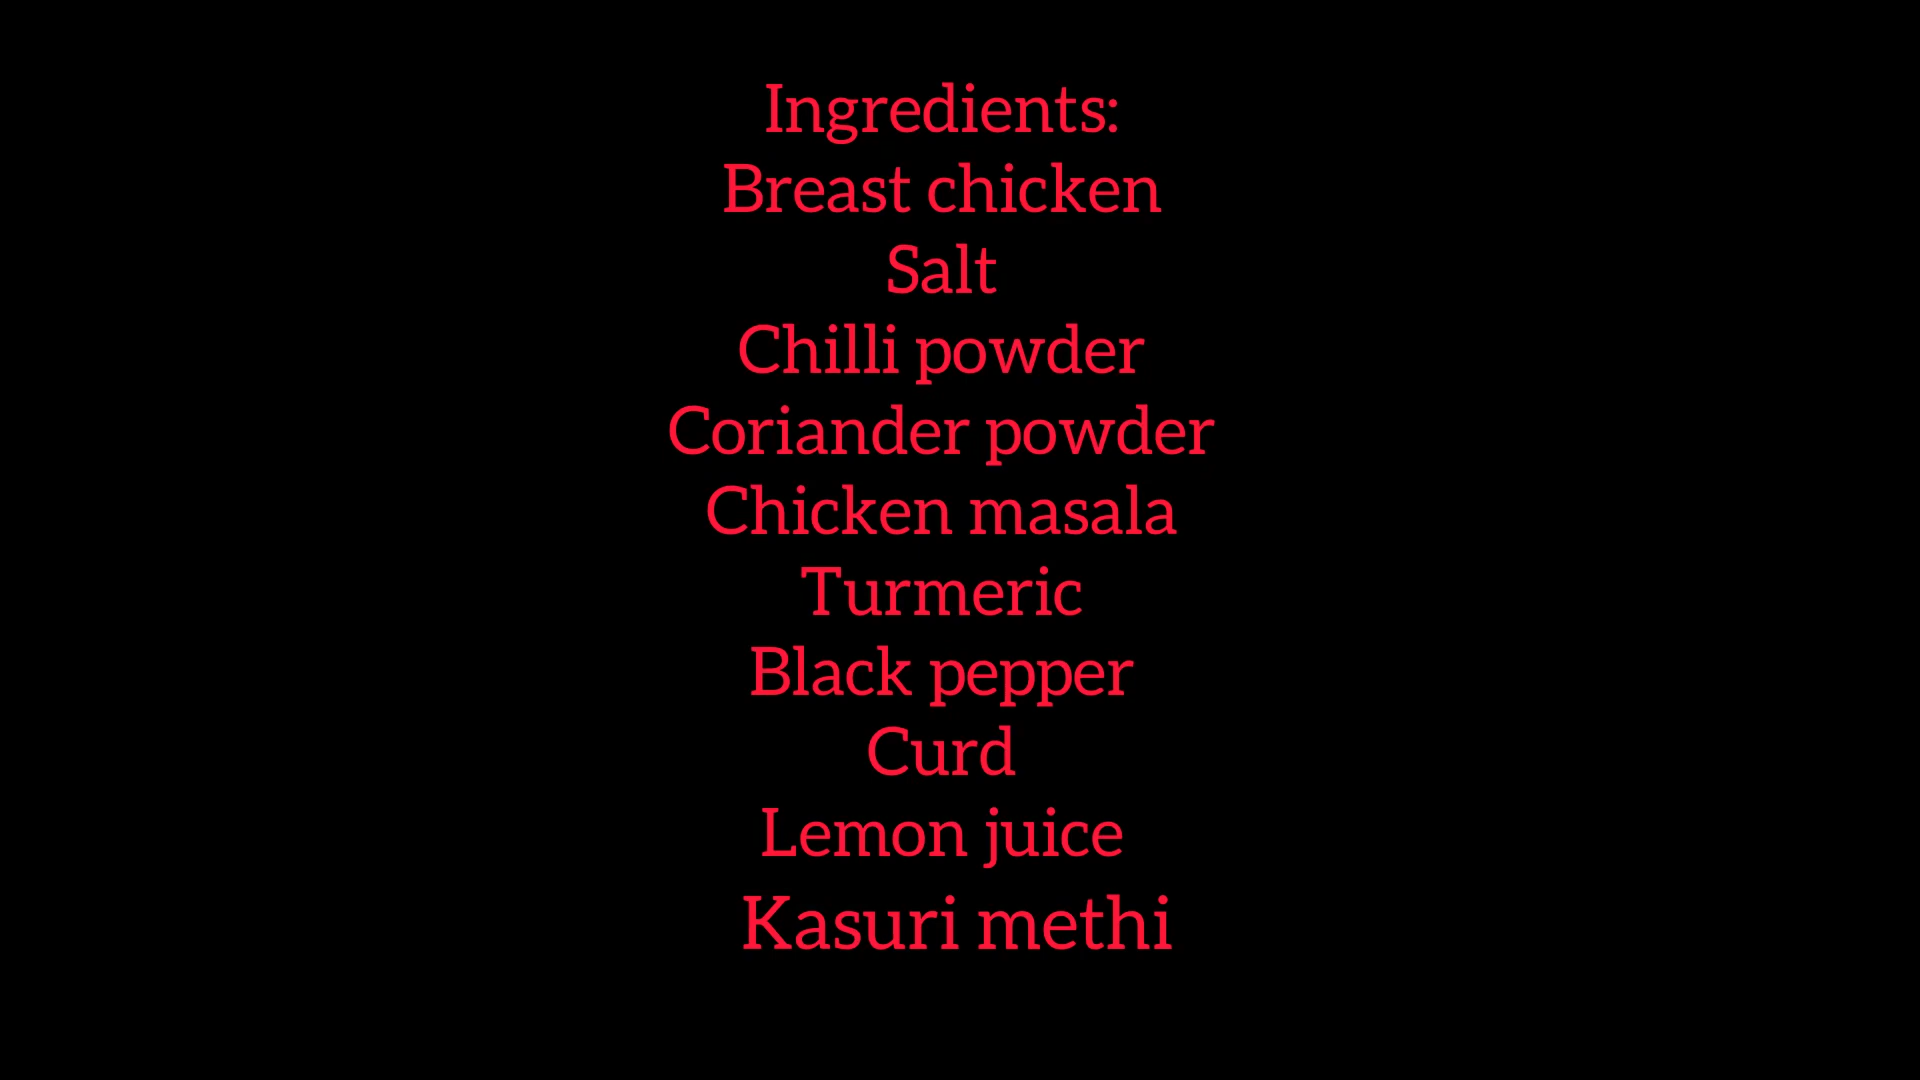 Ingredients:
Breast chicken
Salt
Chilli powder
Coriander powder
Chicken masala
Turmeric
Black pepper
Curd
Lemon juice
Kasuri methi